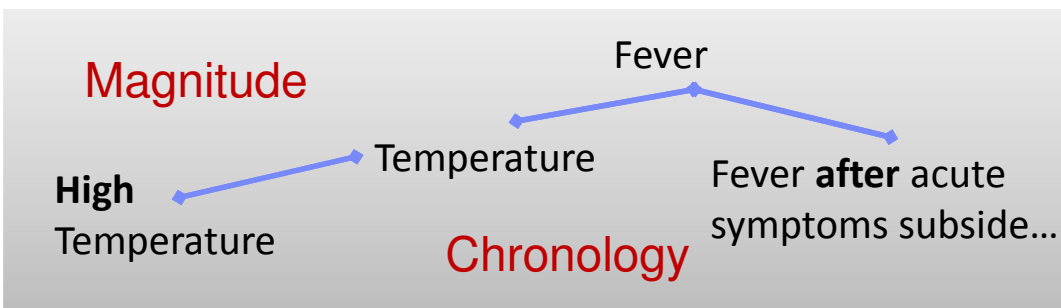 Fever
Magnitude
Temperature
High
Temperature
Fever after acute
symptoms subside…
Chronology